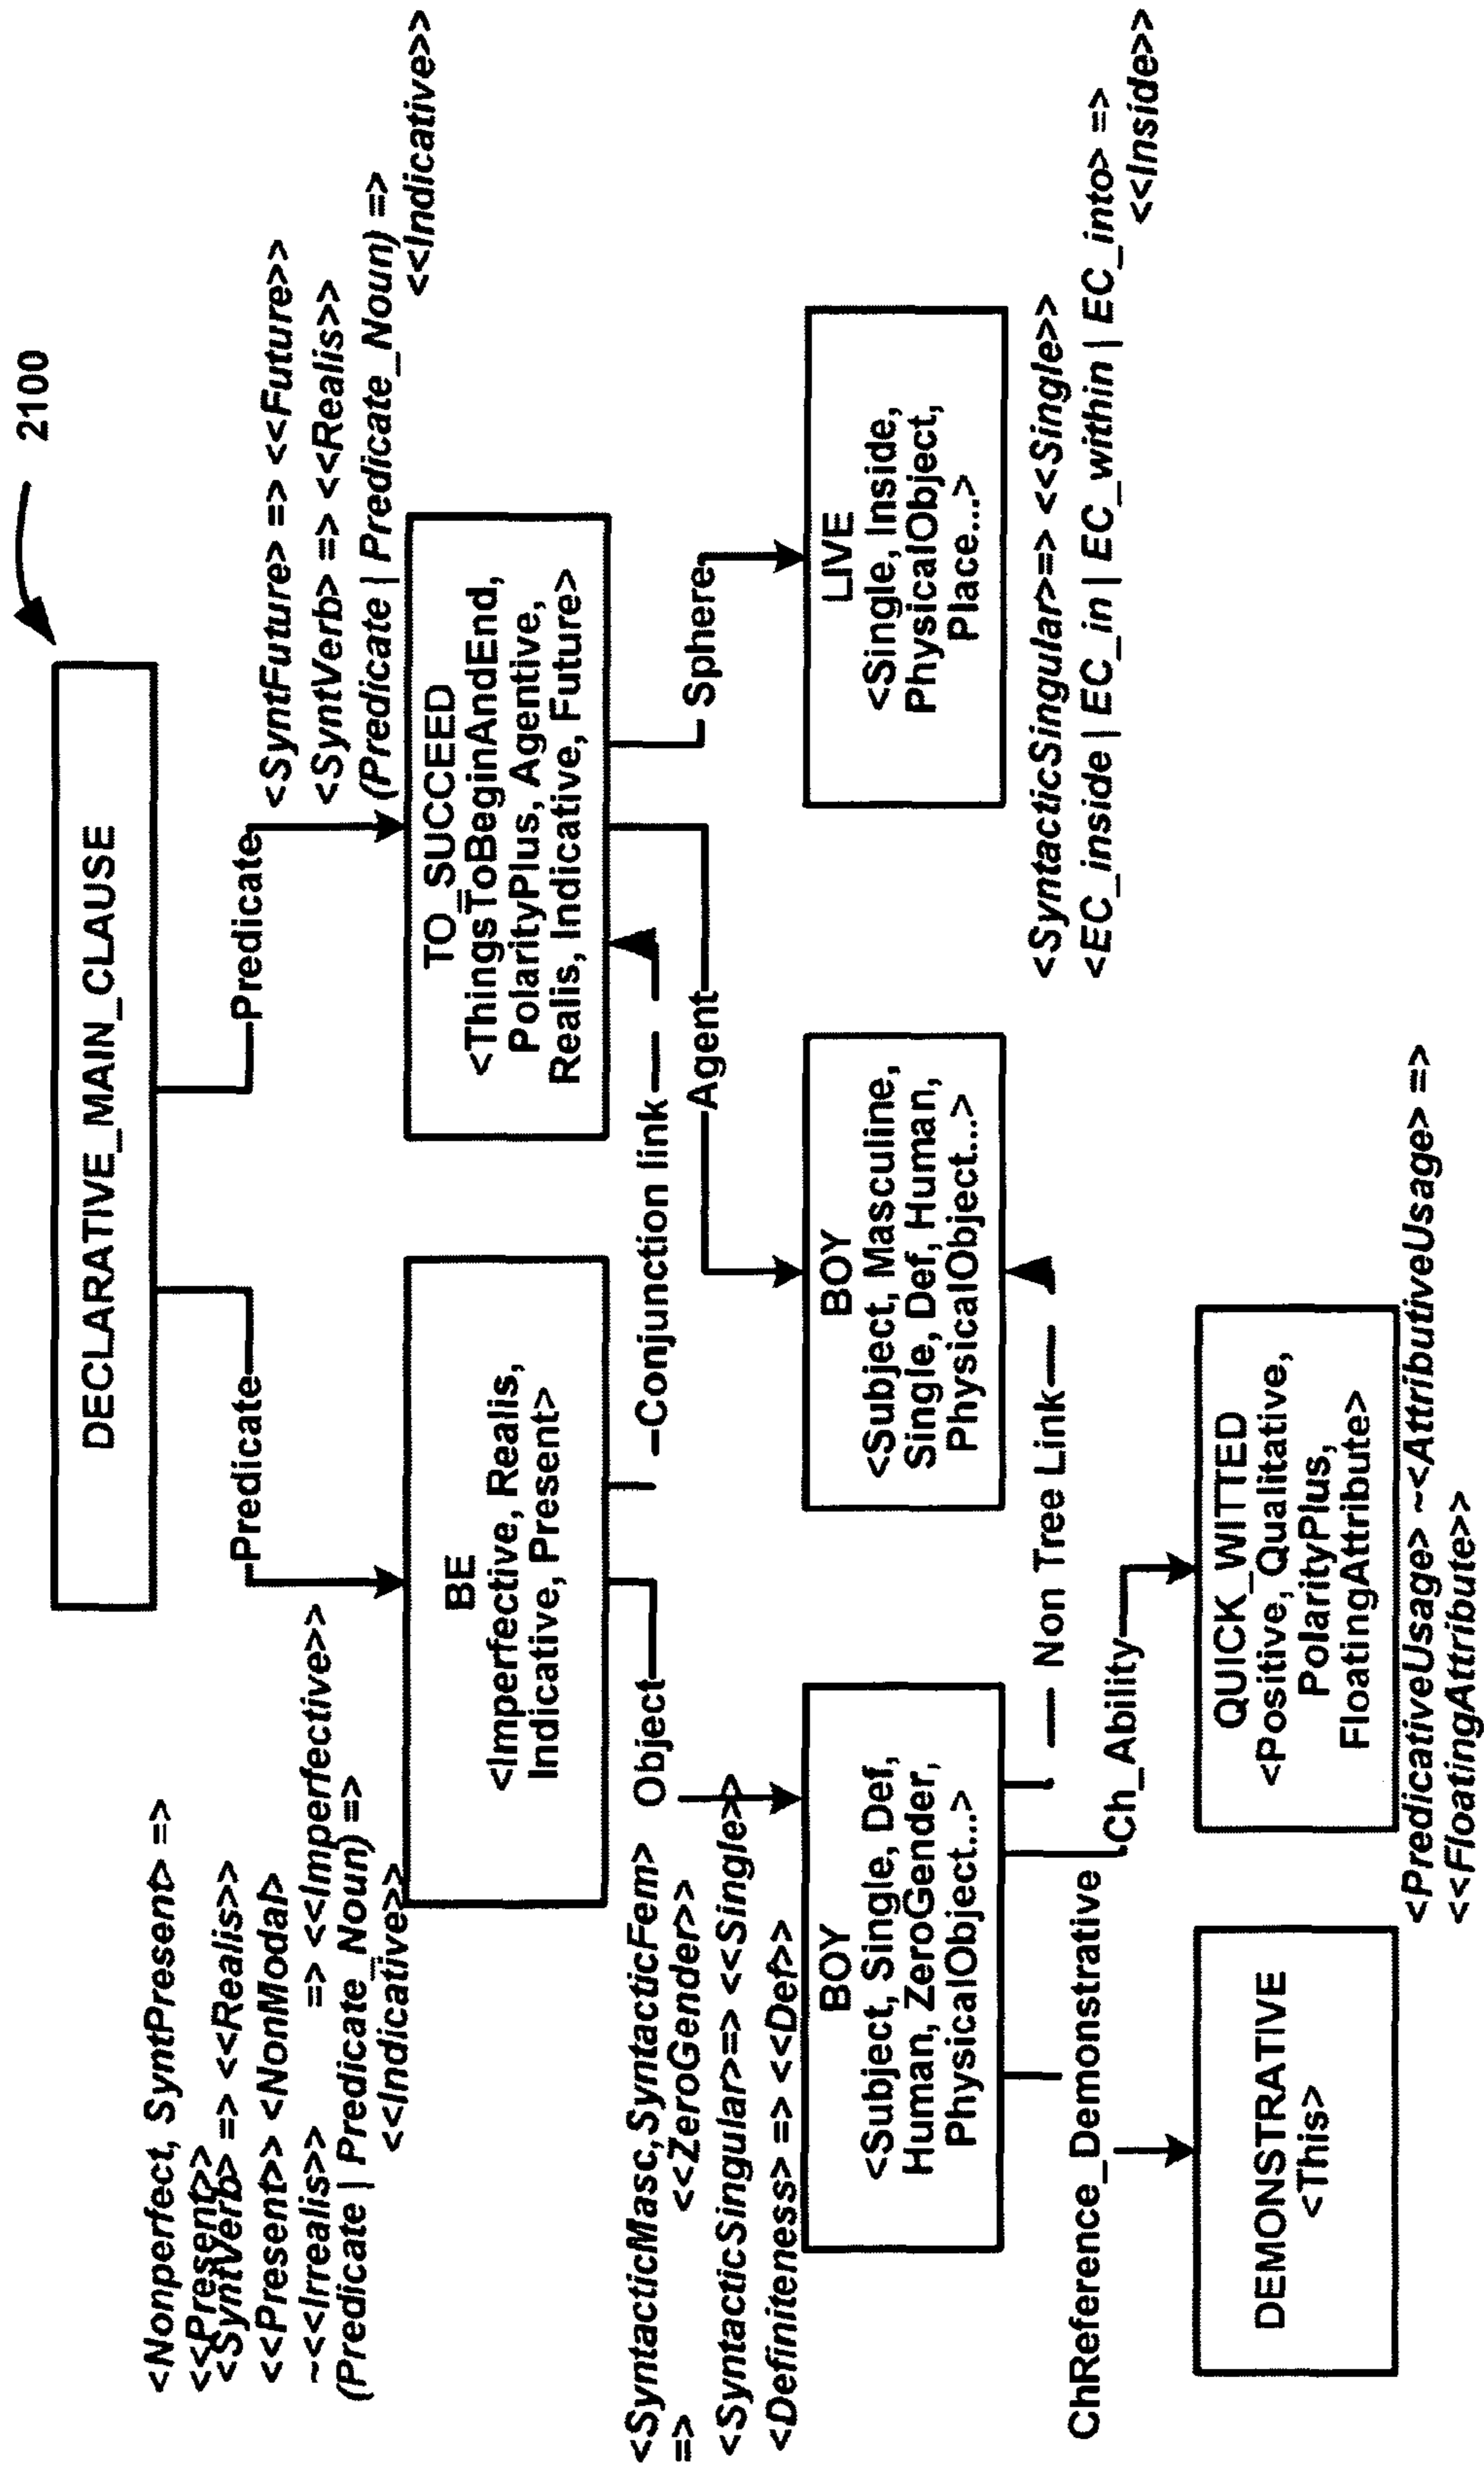 2100
DECLARATIVE_MAIN_CLAUSE
Predicate
Predicate
<Nonperfect, SyntPresent> =>
<<Present>>
<SyntVerb> => <<Realis>>
<<Present>> <NonModal>
~<<Irrealis>> => <<Imperfective>>
(Predicate | Predicate_Noun) =>
<<Indicative>>
<SyntFuture> => <<Future>>
<SyntVerb> => <<Realis>>
(Predicate | Predicate_Noun) =>
<<Indicative>>
BE
<Imperfective, Realis,
Indicative, Present>
TO_SUCCEED
<ThingsToBeginAndEnd,
PolarityPlus, Agentive,
Realis, Indicative, Future>
Object
Conjunction link
Agent
Sphere
<SyntacticMasc,SyntacticFem>
=> <<ZeroGender>>
<SyntacticSingular>=> <<Single>>
<Definiteness> => <<Def>>
BOY
<Subject, Single, Def,
Human, ZeroGender,
PhysicalObject...>
BOY
<Subject, Masculine,
Single, Def, Human,
PhysicalObject...>
LIVE
<Single, Inside,
PhysicalObject,
Place...>
<SyntacticSingular>=> <<Single>>
<EC_inside | EC_in | EC_within | EC_into> =>
<<Inside>>
Non Tree Link
ChReference_Demonstrative
Ch_Ability
DEMONSTRATIVE
<This>
QUICK_WITTED
<Positive, Qualitative,
PolarityPlus,
FloatingAttribute>
<PredicativeUsage> ~<AttributiveUsage> =>
<<FloatingAttribute>>